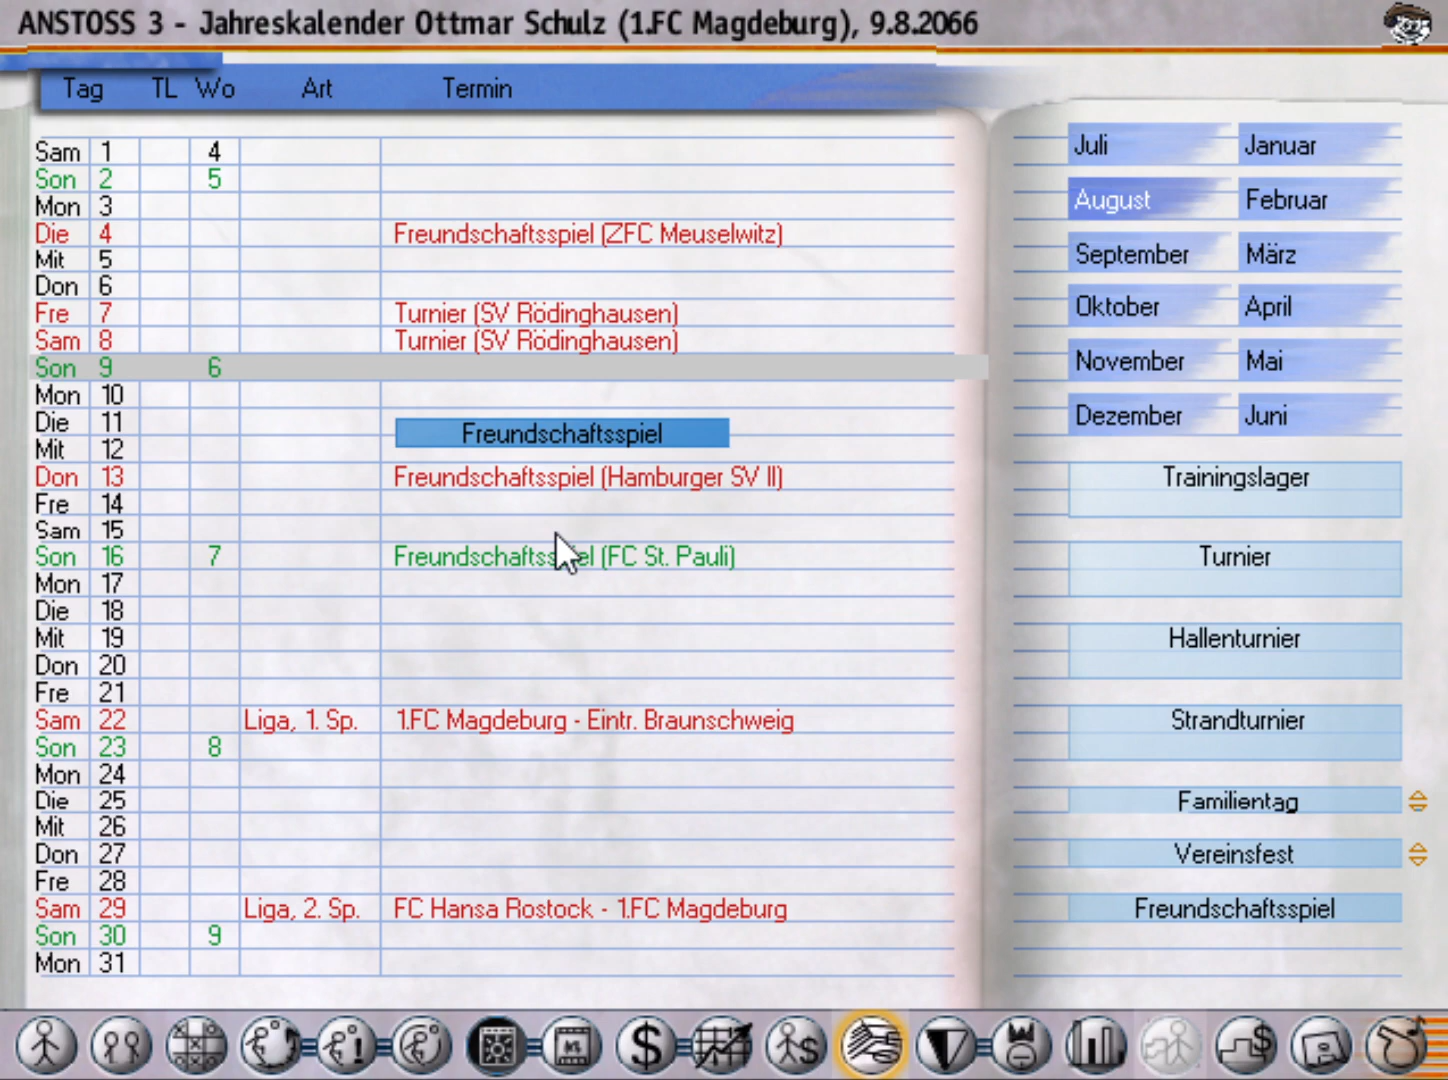 ANSTOSS 3 - Jahreskalender Ottmar Schulz (1.FC Magdeburg), 9.8.2066
Tag TL Wo Art Termin
Sam 1 4
Son 2 5
Mon 3
Die 4 Freundschaftsspiel (ZFC Meuselwitz)
Mit 5
Don 6
Fre 7 Turnier (SV Rödinghausen)
Sam 8 Turnier (SV Rödinghausen)
Son 9 6
Mon 10
Die 11
Freundschaftsspiel
Mit 12
Don 13 Freundschaftsspiel (Hamburger SV II)
Fre 14
Sam 15
Son 16 7 Freundschaftsspiel (FC St. Pauli)
Mon 17
Die 18
Mit 19
Don 20
Fre 21
Sam 22 Liga, 1. Sp. 1.FC Magdeburg - Eintr. Braunschweig
Son 23 8
Mon 24
Die 25
Mit 26
Don 27
Fre 28
Sam 29 Liga, 2. Sp. FC Hansa Rostock - 1.FC Magdeburg
Son 30 9
Mon 31
Juli Januar
August Februar
September März
Oktober April
November Mai
Dezember Juni
Trainingslager
Turnier
Hallenturnier
Strandturnier
Familientag
Vereinsfest
Freundschaftsspiel